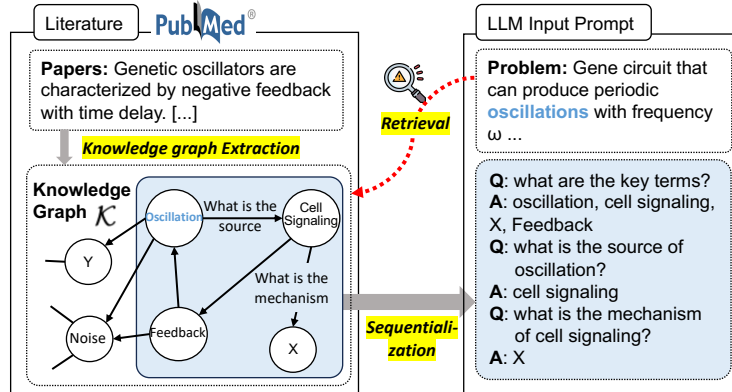 Literature
PubMed®
Papers: Genetic oscillators are
characterized by negative feedback
with time delay. [...]
Knowledge graph Extraction
Knowledge
Graph 𝒦
Oscillation
What is the
source
Cell
Signaling
Y
What is the
mechanism
Noise
Feedback
X
Retrieval
Sequentiali-
zation
LLM Input Prompt
Problem: Gene circuit that
can produce periodic
oscillations with frequency
ω ...
Q: what are the key terms?
A: oscillation, cell signaling,
X, Feedback
Q: what is the source of
oscillation?
A: cell signaling
Q: what is the mechanism
of cell signaling?
A: X